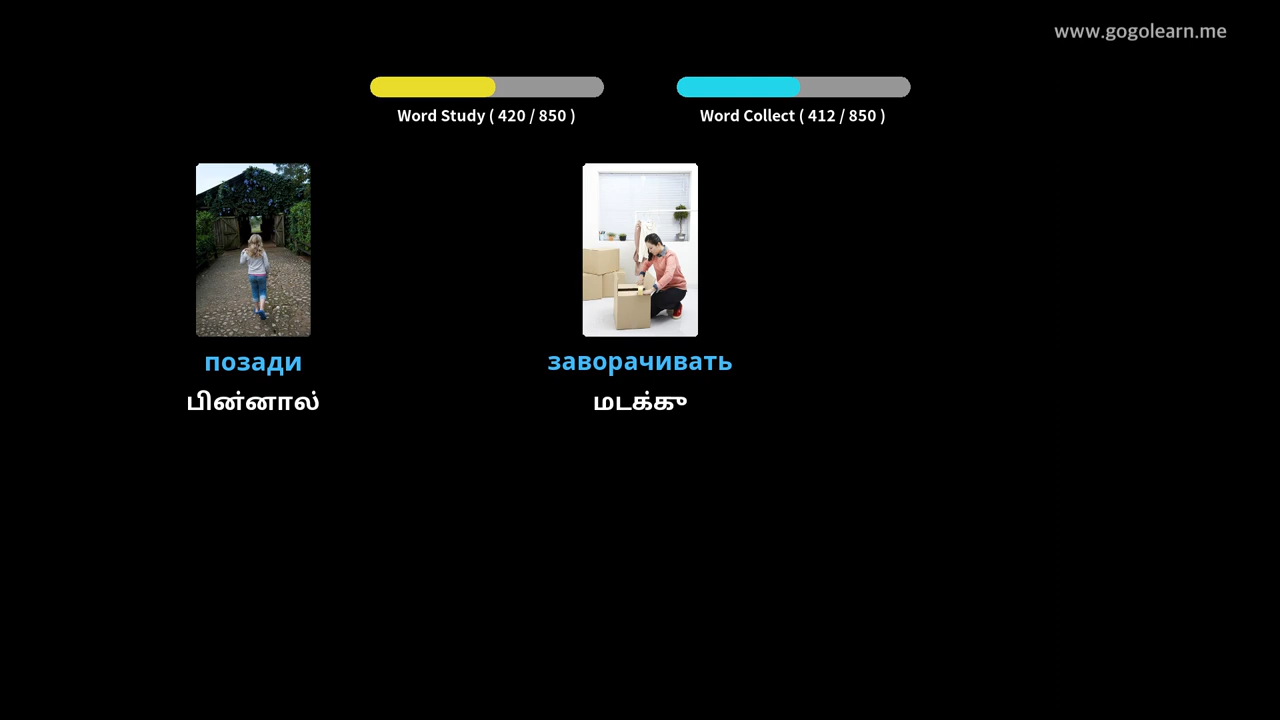 www.gogolearn.me
Word Study ( 420 / 850 )
Word Collect ( 412 / 850 )
позади
заворачивать
பின்னால்
மடக்கு